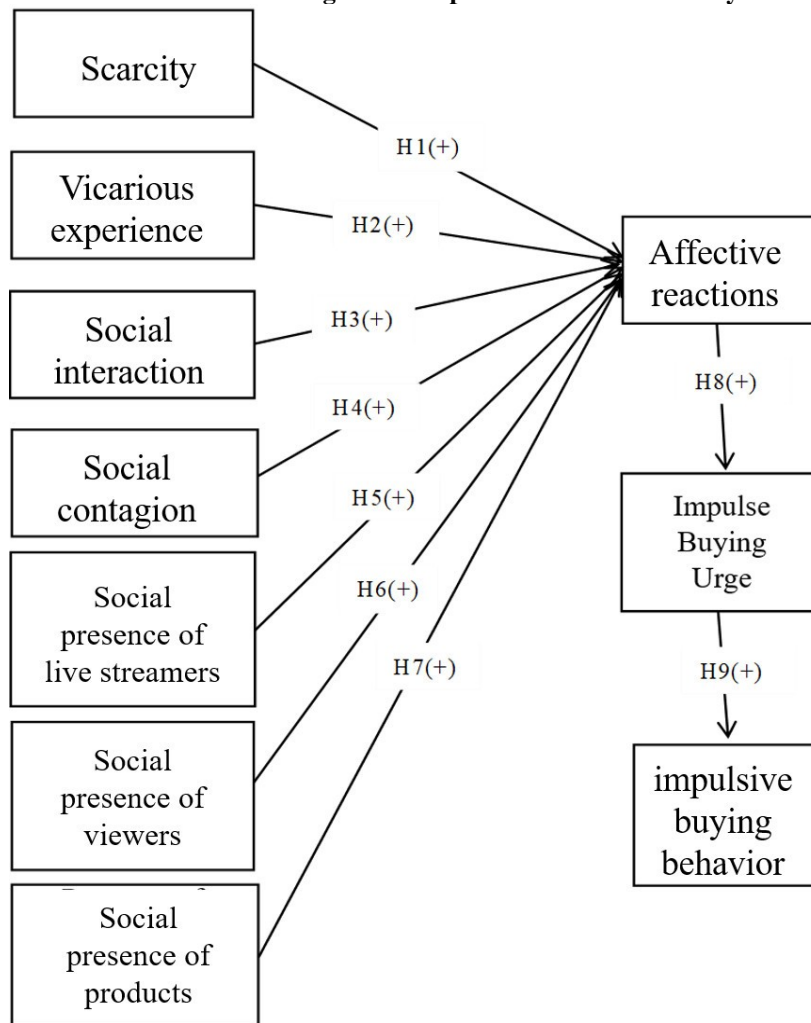 Scarcity
H1(+)
Vicarious
experience
H2(+)
Affective
reactions
Social
interaction
H3(+)
H4(+)
H8(+)
Social
contagion
H5(+)
Impulse
Buying
Urge
Social
presence of
live streamers
H6(+)
H7(+)
H9(+)
Social
presence of
viewers
impulsive
buying
behavior
Social
presence of
products